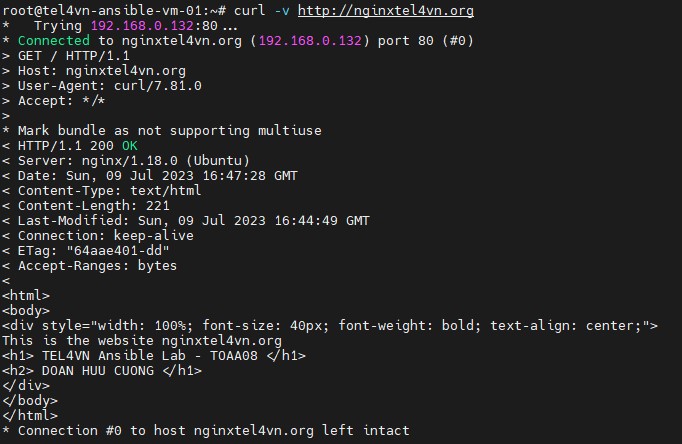 root@tel4vn-ansible-vm-01:~# curl -v http://nginxtel4vn.org
*   Trying 192.168.0.132:80...
* Connected to nginxtel4vn.org (192.168.0.132) port 80 (#0)
> GET / HTTP/1.1
> Host: nginxtel4vn.org
> User-Agent: curl/7.81.0
> Accept: */*
>
* Mark bundle as not supporting multiuse
< HTTP/1.1 200 OK
< Server: nginx/1.18.0 (Ubuntu)
< Date: Sun, 09 Jul 2023 16:47:28 GMT
< Content-Type: text/html
< Content-Length: 221
< Last-Modified: Sun, 09 Jul 2023 16:44:49 GMT
< Connection: keep-alive
< ETag: "64aae401-dd"
< Accept-Ranges: bytes
<
<html>
<body>
<div style="width: 100%; font-size: 40px; font-weight: bold; text-align: center;">
This is the website nginxtel4vn.org
<h1> TEL4VN Ansible Lab - TOAA08 </h1>
<h2> DOAN HUU CUONG </h1>
</div>
</body>
</html>
* Connection #0 to host nginxtel4vn.org left intact